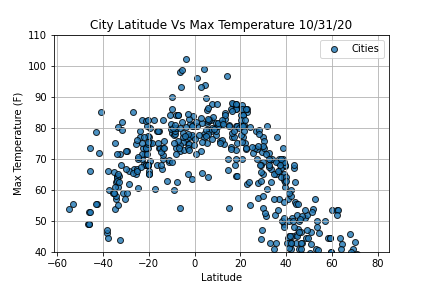 City Latitude Vs Max Temperature 10/31/20
Cities
Max Temperature (F)
110
100
90
80
70
60
50
40
−60 −40 −20 0 20 40 60 80
Latitude